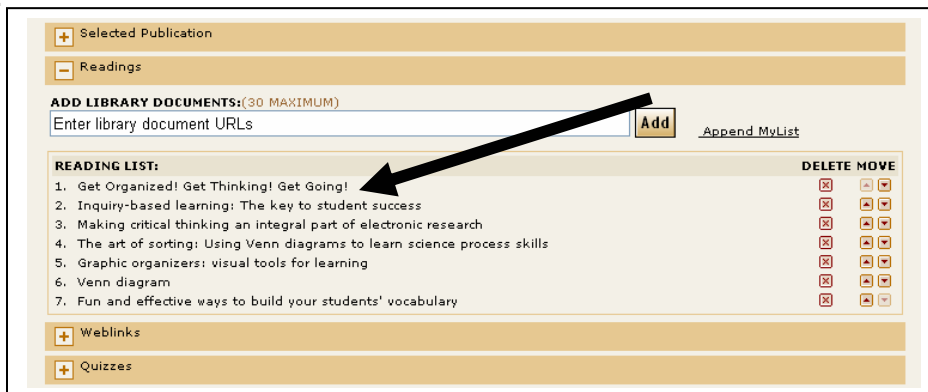 Selected Publication
Readings
ADD LIBRARY DOCUMENTS:(30 MAXIMUM)
Enter library document URLs
Add
Append MyList
READING LIST: DELETE MOVE
1. Get Organized! Get Thinking! Get Going!
2. Inquiry-based learning: The key to student success
3. Making critical thinking an integral part of electronic research
4. The art of sorting: Using Venn diagrams to learn science process skills
5. Graphic organizers: visual tools for learning
6. Venn diagram
7. Fun and effective ways to build your students' vocabulary
Weblinks
Quizzes